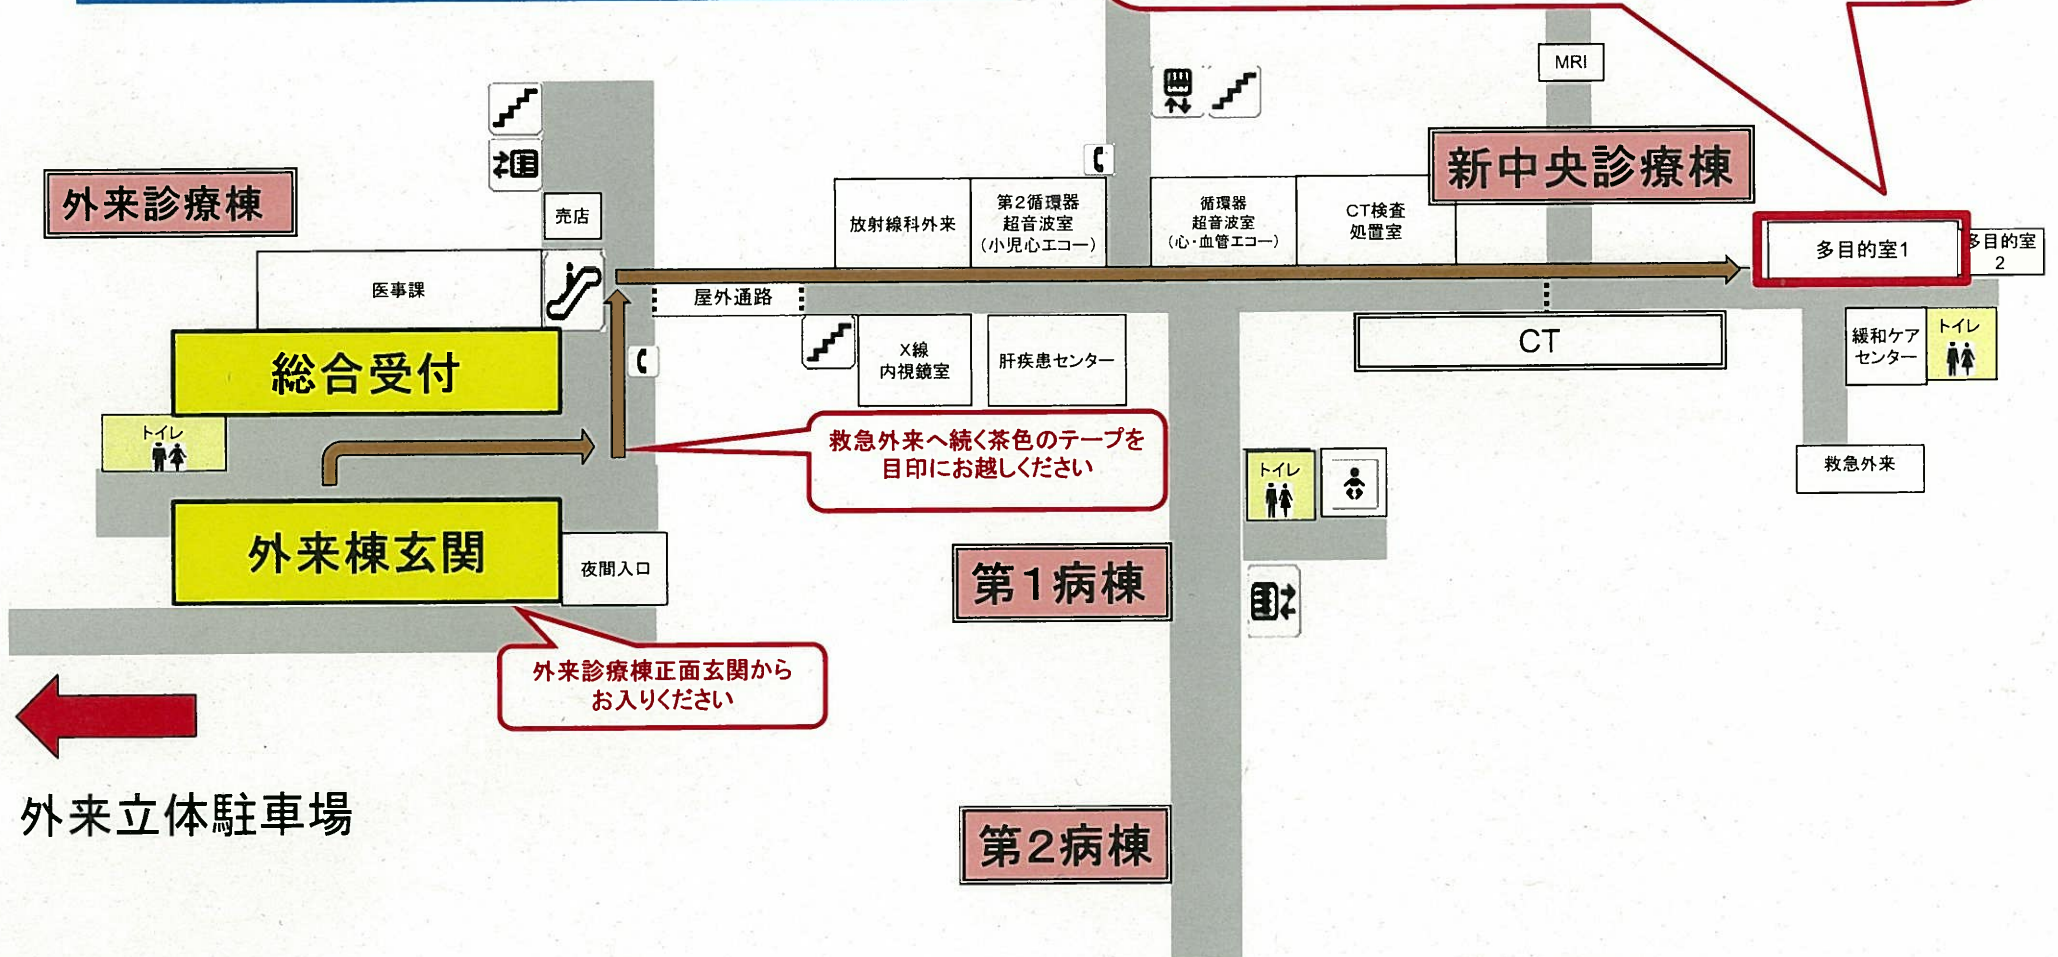 MRI
新中央診療棟
外来診療棟
売店
放射線科外来
第2循環器
超音波室
(小児心エコー)
循環器
超音波室
(心・血管エコー)
CT検査
処置室
多目的室1
多目的室
2
医事課
屋外通路
総合受付
X線
内視鏡室
肝疾患センター
CT
緩和ケア
センター
トイレ
トイレ
救急外来へ続く茶色のテープを
目印にお越しください
トイレ
救急外来
外来棟玄関
夜間入口
第1病棟
外来診療棟正面玄関から
お入りください
外来立体駐車場
第2病棟